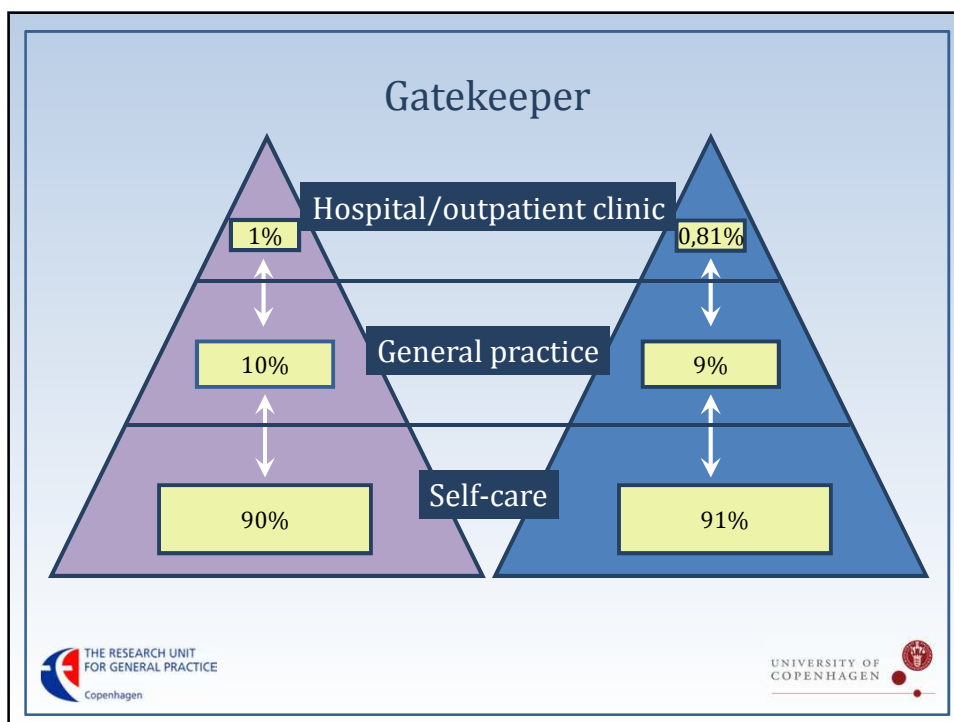 Gatekeeper
Hospital/outpatient clinic
1%
0,81%
General practice
10%
9%
Self-care
90%
91%
THE RESEARCH UNIT
FOR GENERAL PRACTICE
Copenhagen
UNIVERSITY OF
COPENHAGEN